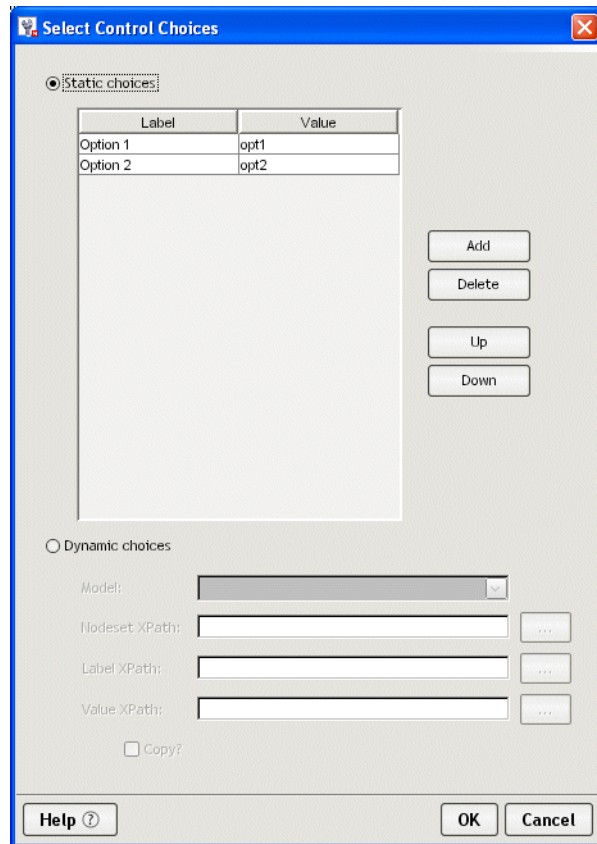 Select Control Choices
Static choices
Label Value
Option 1 opt1
Option 2 opt2
Add
Delete
Up
Down
Dynamic choices
Model:
Nodeset XPath:
...
Label XPath:
...
Value XPath:
...
Copy?
Help ?
OK Cancel